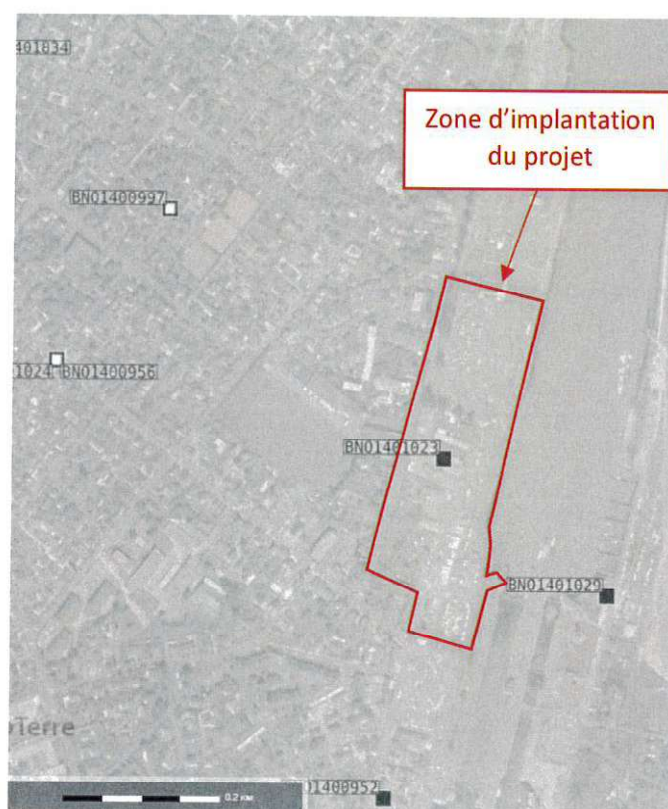 401834
Zone d'implantation
du projet
BNO1400997
1024 BNO1400956
BNO1401023
BNO1401029
Terre
01400952
0.2 KM